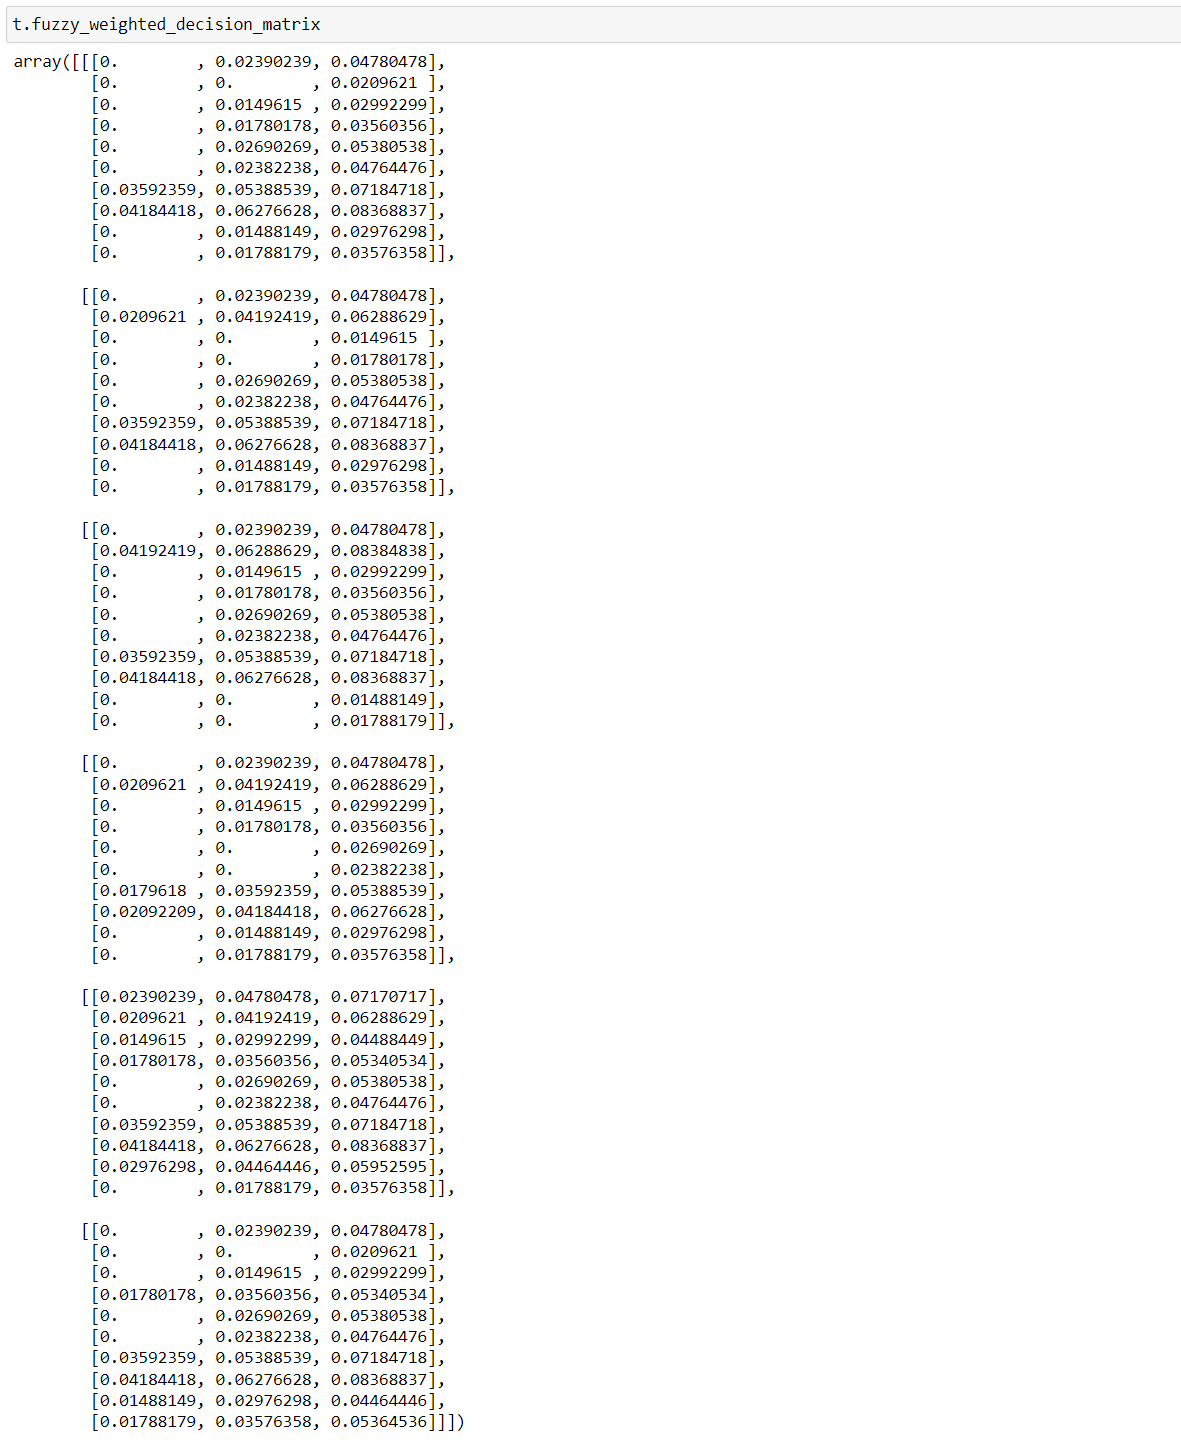 t.fuzzy_weighted_decision_matrix
array([[[0.        , 0.02390239, 0.04780478],
        [0.        , 0.        , 0.0209621 ],
        [0.        , 0.0149615 , 0.02992299],
        [0.        , 0.01780178, 0.03560356],
        [0.        , 0.02690269, 0.05380538],
        [0.        , 0.02382238, 0.04764476],
        [0.03592359, 0.05388539, 0.07184718],
        [0.04184418, 0.06276628, 0.08368837],
        [0.        , 0.01488149, 0.02976298],
        [0.        , 0.01788179, 0.03576358]],

       [[0.        , 0.02390239, 0.04780478],
        [0.0209621 , 0.04192419, 0.06288629],
        [0.        , 0.        , 0.0149615 ],
        [0.        , 0.        , 0.01780178],
        [0.        , 0.02690269, 0.05380538],
        [0.        , 0.02382238, 0.04764476],
        [0.03592359, 0.05388539, 0.07184718],
        [0.04184418, 0.06276628, 0.08368837],
        [0.        , 0.01488149, 0.02976298],
        [0.        , 0.01788179, 0.03576358]],

       [[0.        , 0.02390239, 0.04780478],
        [0.04192419, 0.06288629, 0.08384838],
        [0.        , 0.0149615 , 0.02992299],
        [0.        , 0.01780178, 0.03560356],
        [0.        , 0.02690269, 0.05380538],
        [0.        , 0.02382238, 0.04764476],
        [0.03592359, 0.05388539, 0.07184718],
        [0.04184418, 0.06276628, 0.08368837],
        [0.        , 0.        , 0.01488149],
        [0.        , 0.        , 0.01788179]],

       [[0.        , 0.02390239, 0.04780478],
        [0.0209621 , 0.04192419, 0.06288629],
        [0.        , 0.0149615 , 0.02992299],
        [0.        , 0.01780178, 0.03560356],
        [0.        , 0.        , 0.02690269],
        [0.        , 0.        , 0.02382238],
        [0.0179618 , 0.03592359, 0.05388539],
        [0.02092209, 0.04184418, 0.06276628],
        [0.        , 0.01488149, 0.02976298],
        [0.        , 0.01788179, 0.03576358]],

       [[0.02390239, 0.04780478, 0.07170717],
        [0.0209621 , 0.04192419, 0.06288629],
        [0.0149615 , 0.02992299, 0.04488449],
        [0.01780178, 0.03560356, 0.05340534],
        [0.        , 0.02690269, 0.05380538],
        [0.        , 0.02382238, 0.04764476],
        [0.03592359, 0.05388539, 0.07184718],
        [0.04184418, 0.06276628, 0.08368837],
        [0.02976298, 0.04464446, 0.05952595],
        [0.        , 0.01788179, 0.03576358]],

       [[0.        , 0.02390239, 0.04780478],
        [0.        , 0.        , 0.0209621 ],
        [0.        , 0.0149615 , 0.02992299],
        [0.01780178, 0.03560356, 0.05340534],
        [0.        , 0.02690269, 0.05380538],
        [0.        , 0.02382238, 0.04764476],
        [0.03592359, 0.05388539, 0.07184718],
        [0.04184418, 0.06276628, 0.08368837],
        [0.01488149, 0.02976298, 0.04464446],
        [0.01788179, 0.03576358, 0.05364536]]])